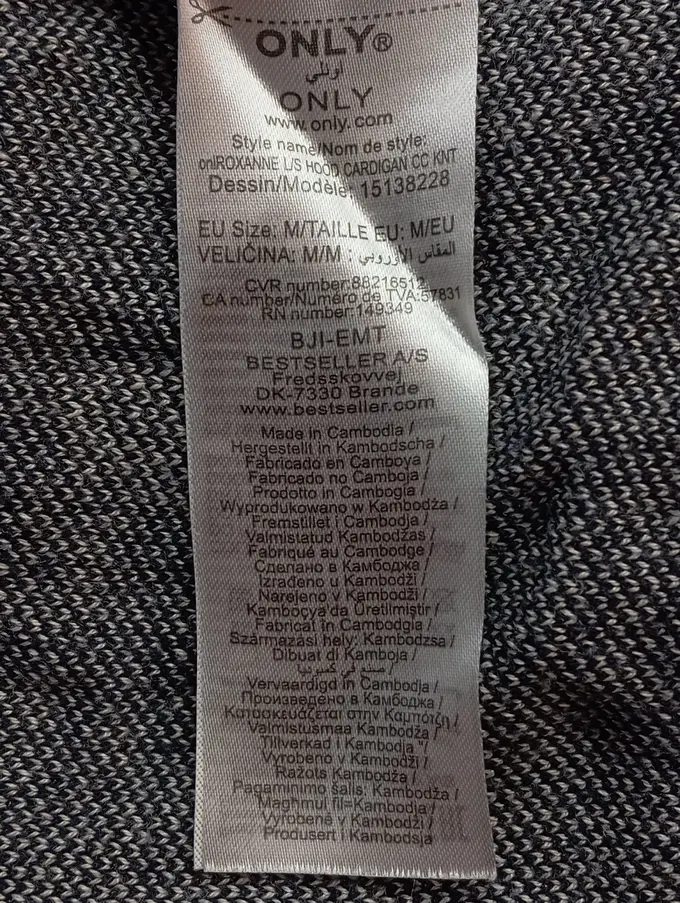 ONLY®
اونلي
ONLY
www.only.com
Style name/Nom de style:
onlROXANNE L/S HOOD CARDIGAN CC KNT
Dessin/Modèle: 15138228
EU Size: M/TAILLE EU: M/EU
VELIČINA: M/M : المقاس الأوروبي
CVR number:88216512
CA number/Numéro de TVA:57831
RN number:149349
BJI-EMT
BESTSELLER A/S
Fredsskovvej
DK-7330 Brande
www.bestseller.com
Made in Cambodia /
Hergestellt in Kambodscha /
Fabricado en Camboya /
Fabricado no Camboja /
Prodotto in Cambogia /
Wyprodukowano w Kambodża /
Fremstillet i Cambodja /
Valmistatud Kambodžas /
Fabriqué au Cambodge /
Сделано в Камбоджа /
Izrađeno u Kambodži /
Narejeno v Kambodži /
Kamboçya'da Üretilmiştir /
Fabricat în Cambodgia /
Származási hely: Kambodzsa /
Dibuat di Kamboja /
صنع في كمبوديا /
Vervaardigd in Cambodja /
Произведено в Камбоджа /
Κατασκευάζεται στην Καμπότζη /
Valmistusmaa Kambodža /
Tillverkad i Kambodja "/
Vyrobeno v Kambodži /
Ražots Kambodža /
Pagaminimo šalis: Kambodža /
Maghmul fil=Kambodja /
Vyrobené v Kambodži /
Produsert i Kambodsja